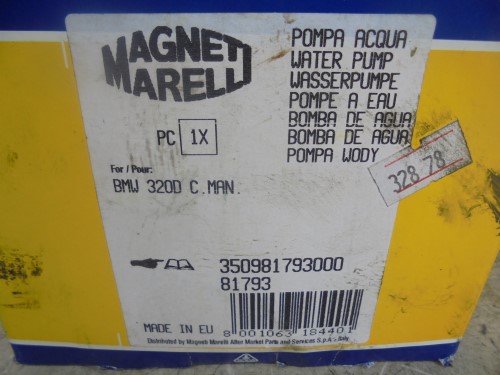 MAGNETI
MARELLI
POMPA ACQUA
WATER PUMP
WASSERPUMPE
POMPE A EAU
BOMBA DE AGUA
BOMBA DE AGUA
POMPA WODY
PC 1X
328 78
For / Pour:
BMW 320D C.MAN.
350981793000
81793
MADE IN EU
8 001063 184401
Distributed by Magneti Marelli After Market Parts and Services S.p.A. Italy